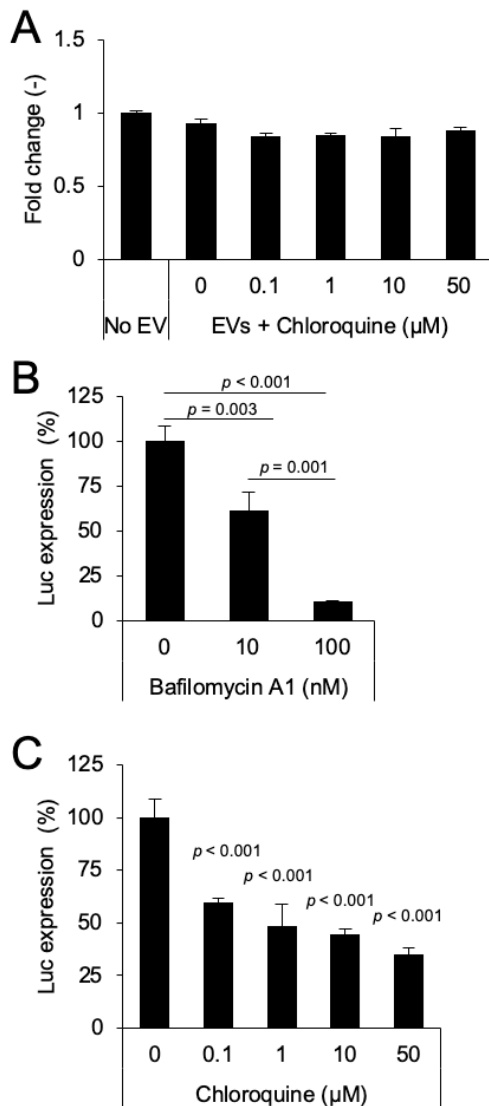 A
Fold change (-)
1.5
1
0.5
0
0 0.1 1 10 50
No EV EVs + Chloroquine (µM)
B
Luc expression (%)
125
100
75
50
25
0
p < 0.001
p = 0.003
p = 0.001
0 10 100
Bafilomycin A1 (nM)
C
Luc expression (%)
125
100
75
50
25
0
p < 0.001
p < 0.001
p < 0.001
p < 0.001
0 0.1 1 10 50
Chloroquine (µM)